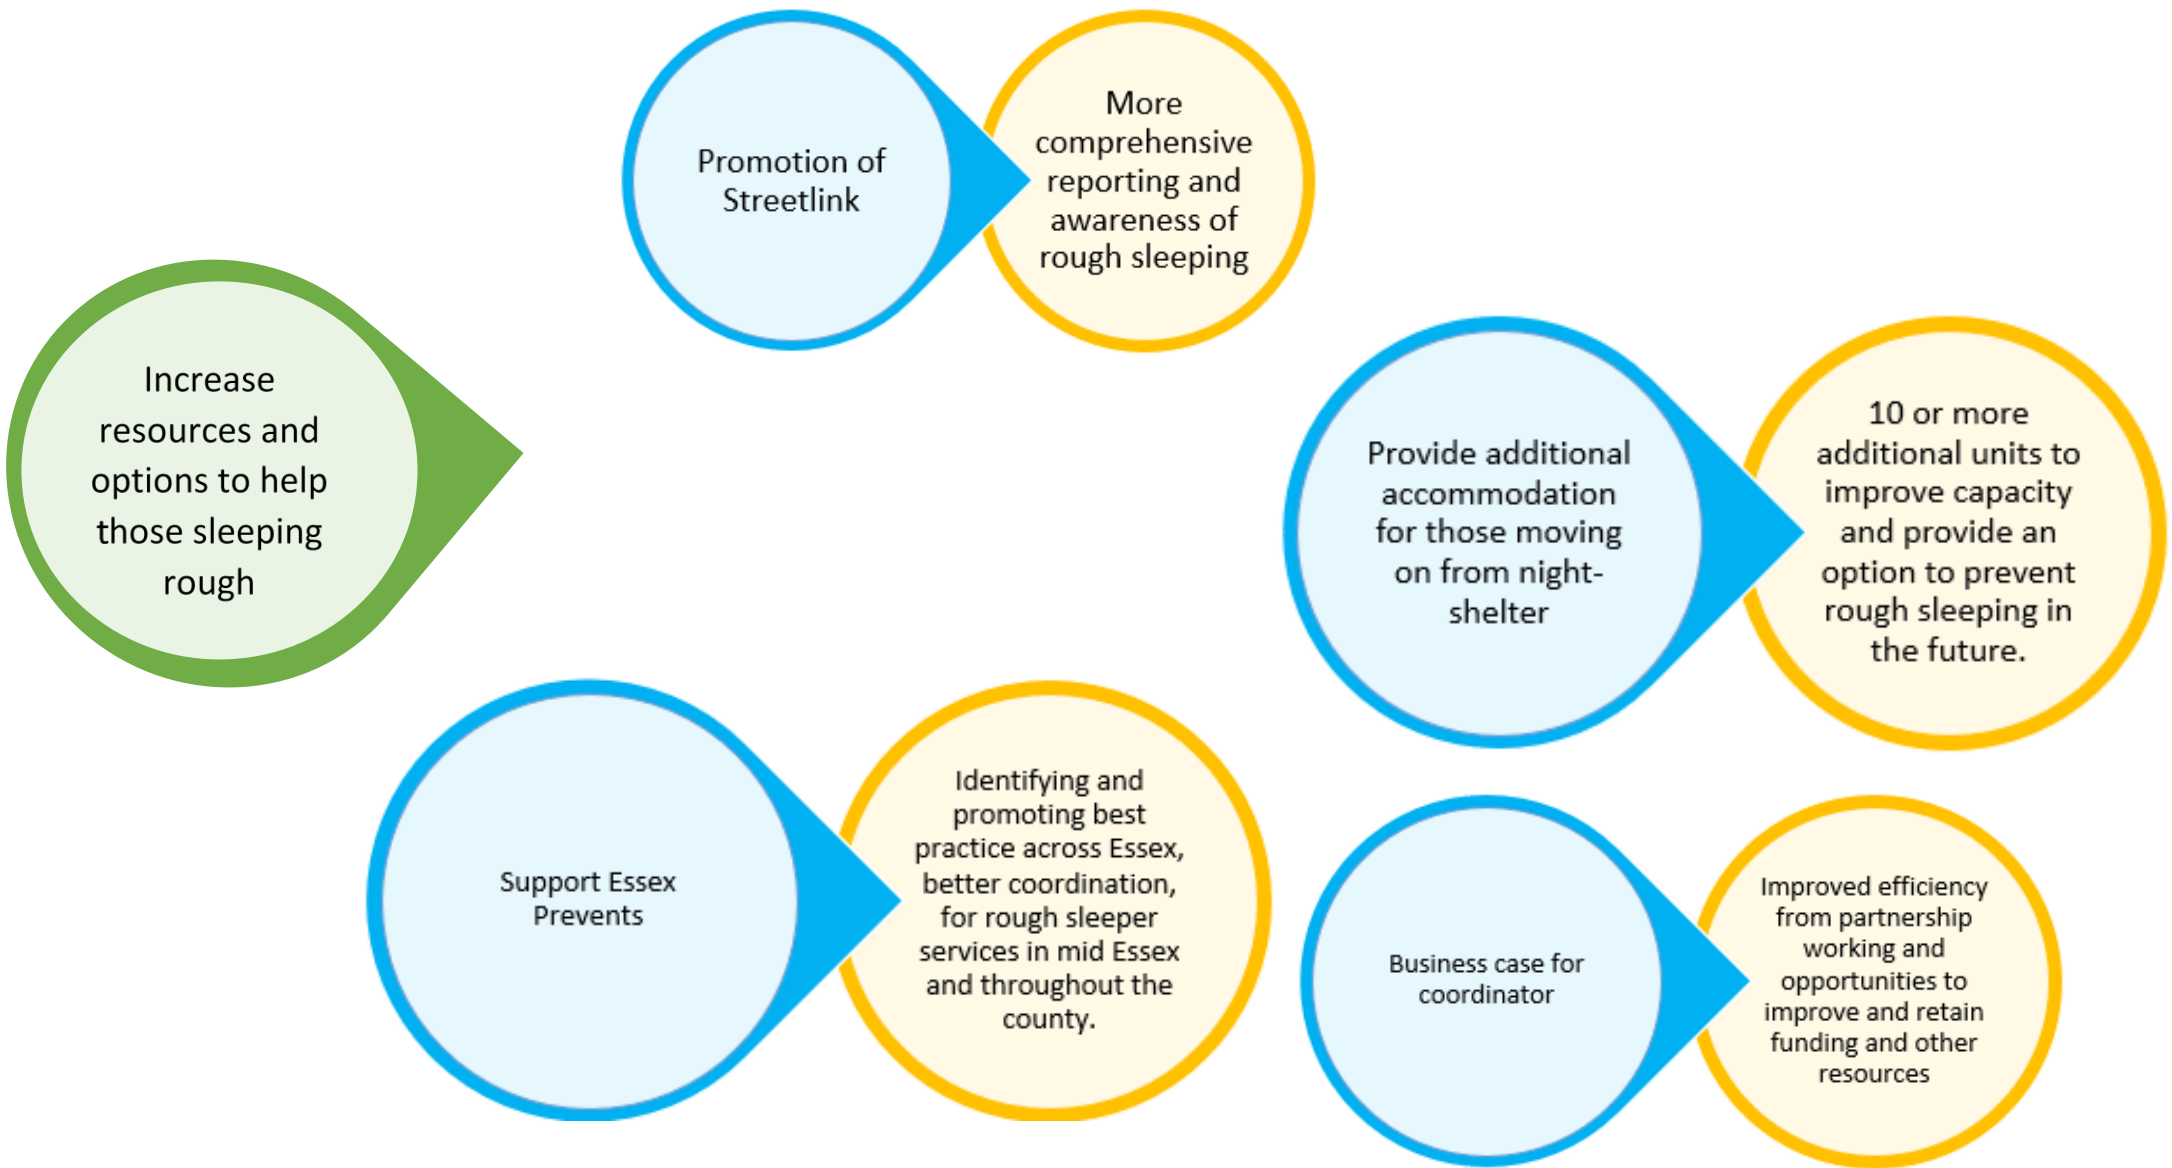 Promotion of
Streetlink
More
comprehensive
reporting and
awareness of
rough sleeping
Increase
resources and
options to help
those sleeping
rough
Provide additional
accommodation
for those moving
on from night-
shelter
10 or more
additional units to
improve capacity
and provide an
option to prevent
rough sleeping in
the future.
Support Essex
Prevents
Identifying and
promoting best
practice across Essex,
better coordination,
for rough sleeper
services in mid Essex
and throughout the
county.
Business case for
coordinator
Improved efficiency
from partnership
working and
opportunities to
improve and retain
funding and other
resources